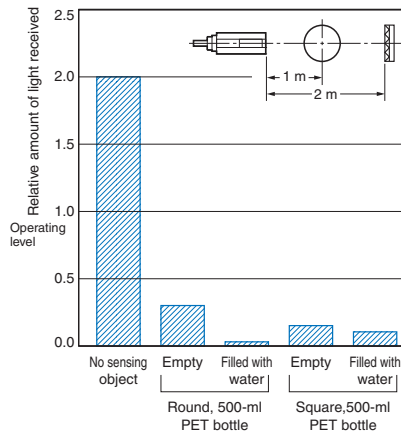 Relative amount of light received
2.5
2.0
1.5
1.0
Operating
level
0.5
0.0
1 m
2 m
No sensing
object
Empty
Filled with
water
Empty
Filled with
water
Round, 500-ml
PET bottle
Square,500-ml
PET bottle